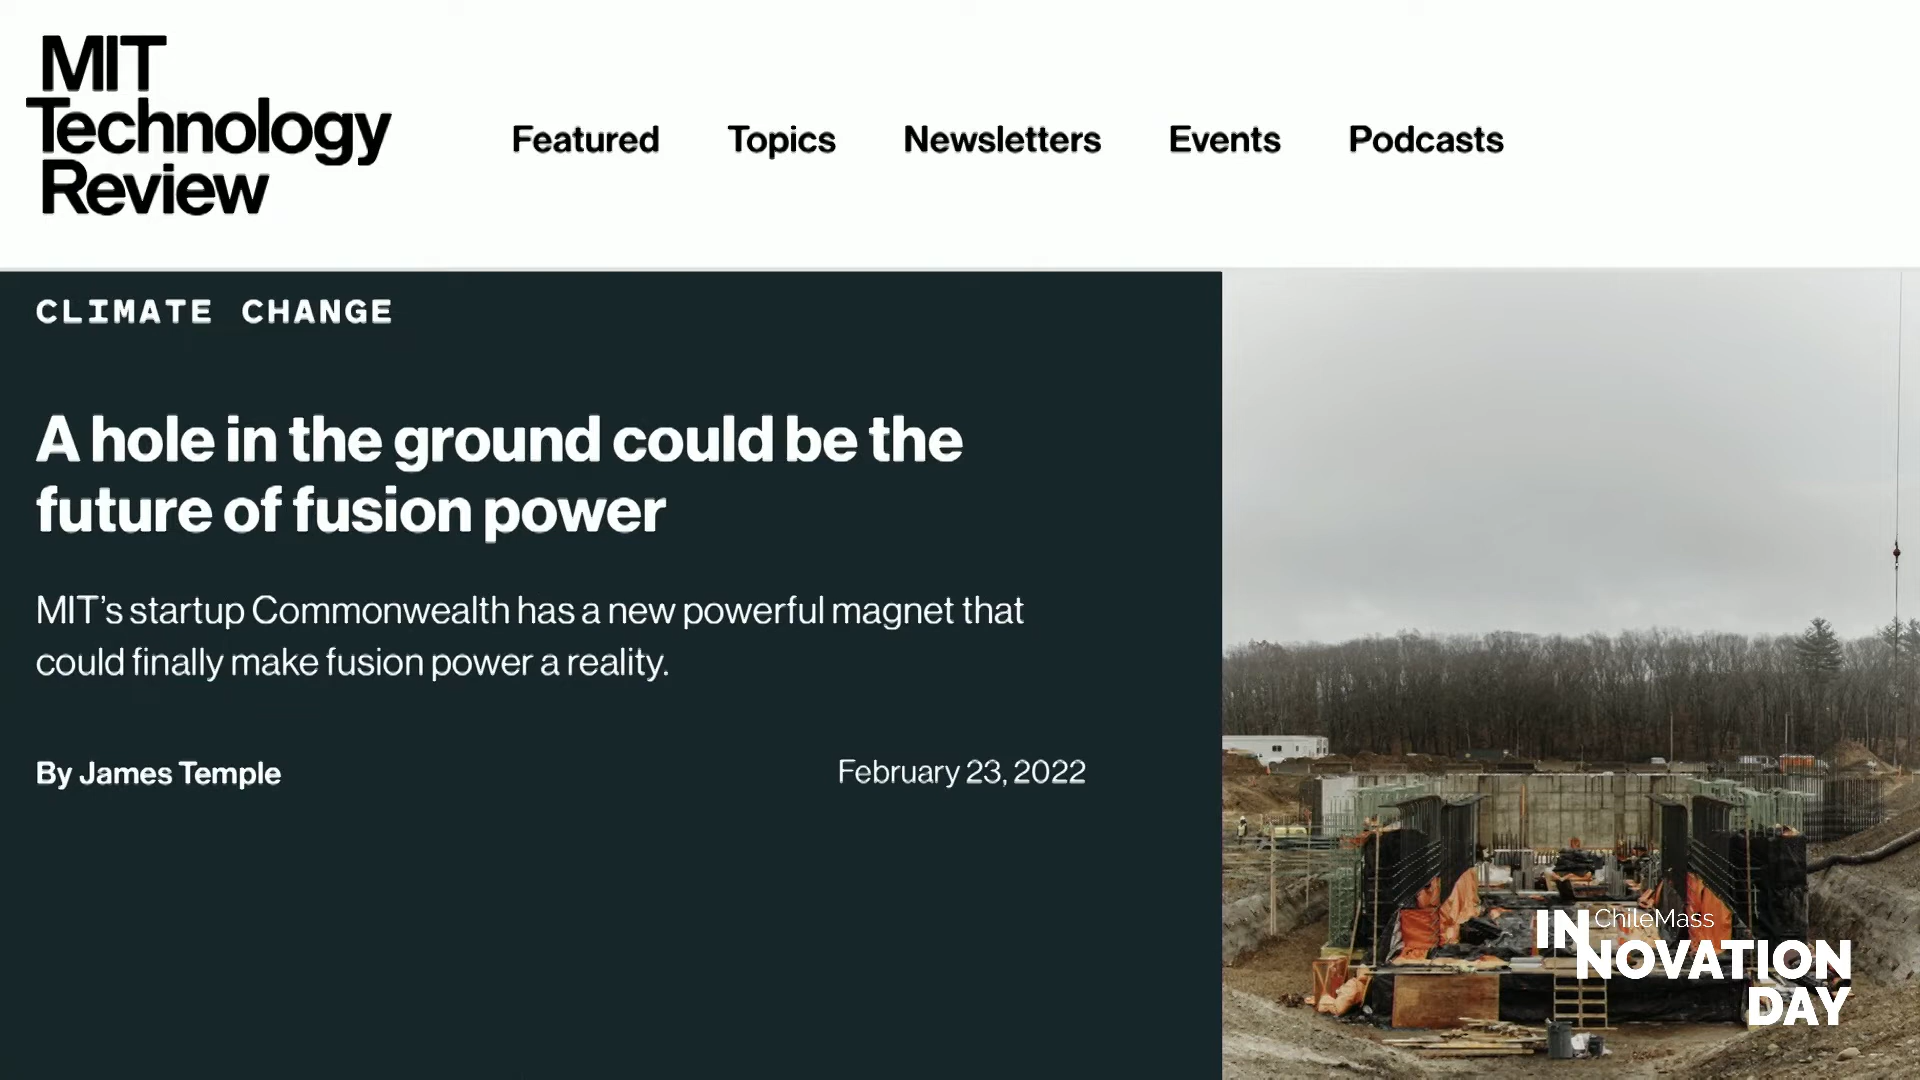 MIT
Technology
Review
Featured Topics Newsletters Events Podcasts
CLIMATE CHANGE
A hole in the ground could be the
future of fusion power
MIT’s startup Commonwealth has a new powerful magnet that
could finally make fusion power a reality.
By James Temple February 23, 2022
ChileMass
INNOVATION
DAY